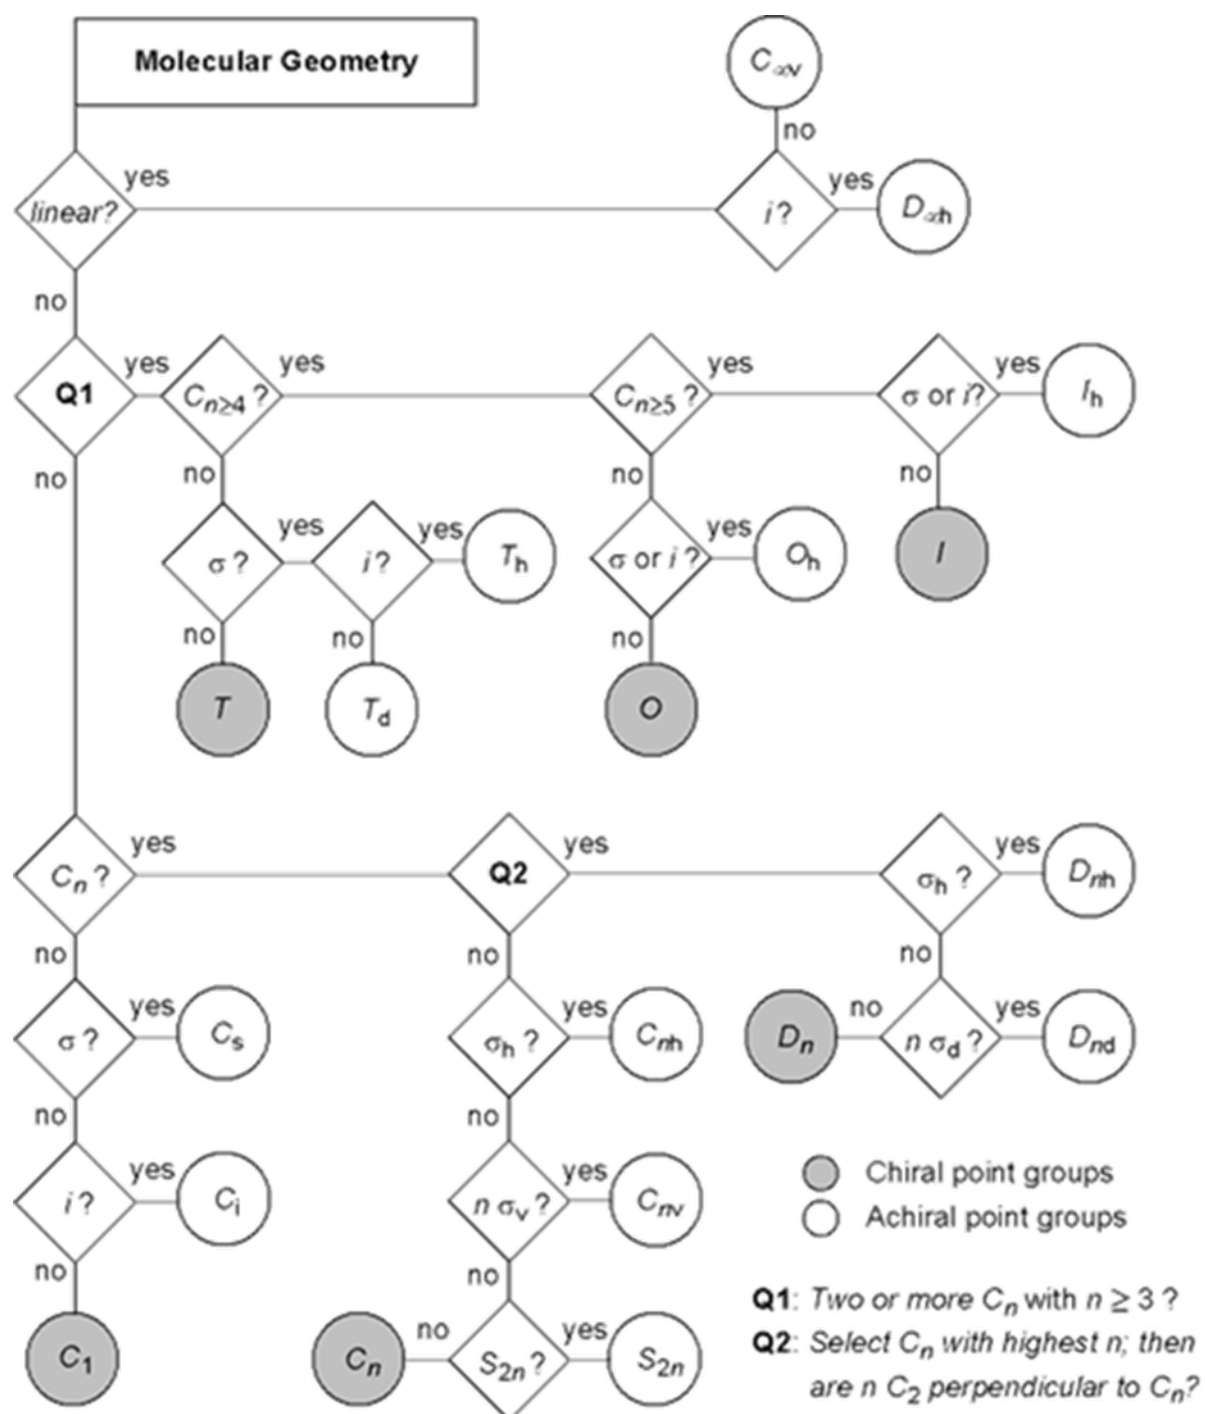 Molecular Geometry
C∝v
no
yes
yes
linear?
i?
D∝h
no
yes
yes
yes
yes
Q1
Cn≥4 ?
Cn≥5 ?
σ or i?
Ih
no
no
no
no
yes
yes
yes
σ ?
i?
Th
σ or i ?
Oh
I
no
no
no
T
Td
O
yes
yes
yes
Cn ?
Q2
σh ?
Dnh
no
no
no
yes
yes
no
yes
σ ?
Cs
σh ?
Cnh
Dn
n σd ?
Dnd
no
no
yes
yes
Chiral point groups
i ?
Ci
n σv ?
Cnv
Achiral point groups
no
no
Q1: Two or more Cn with n ≥ 3 ?
no
yes
Q2: Select Cn with highest n; then
C1
Cn
S2n ?
S2n
are n C2 perpendicular to Cn?